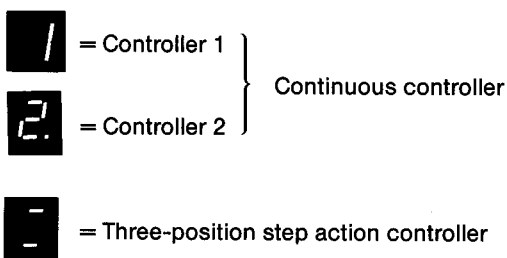 1 = Controller 1
Continuous controller
2. = Controller 2
= Three-position step action controller